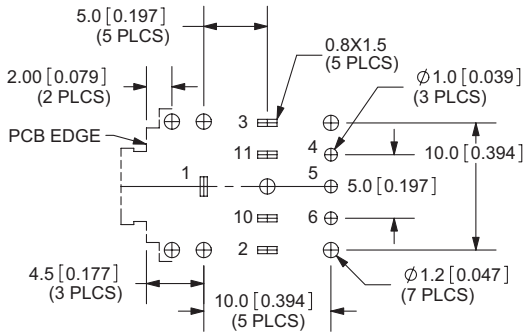 5.0 [0.197]
(5 PLCS)
2.00 [0.079]
(2 PLCS)
0.8X1.5
(5 PLCS)
Ø1.0 [0.039]
(3 PLCS)
PCB EDGE
3
11
4
10.0 [0.394]
1
5
5.0 [0.197]
10
6
2
4.5 [0.177]
(3 PLCS)
10.0 [0.394]
(5 PLCS)
Ø1.2 [0.047]
(7 PLCS)